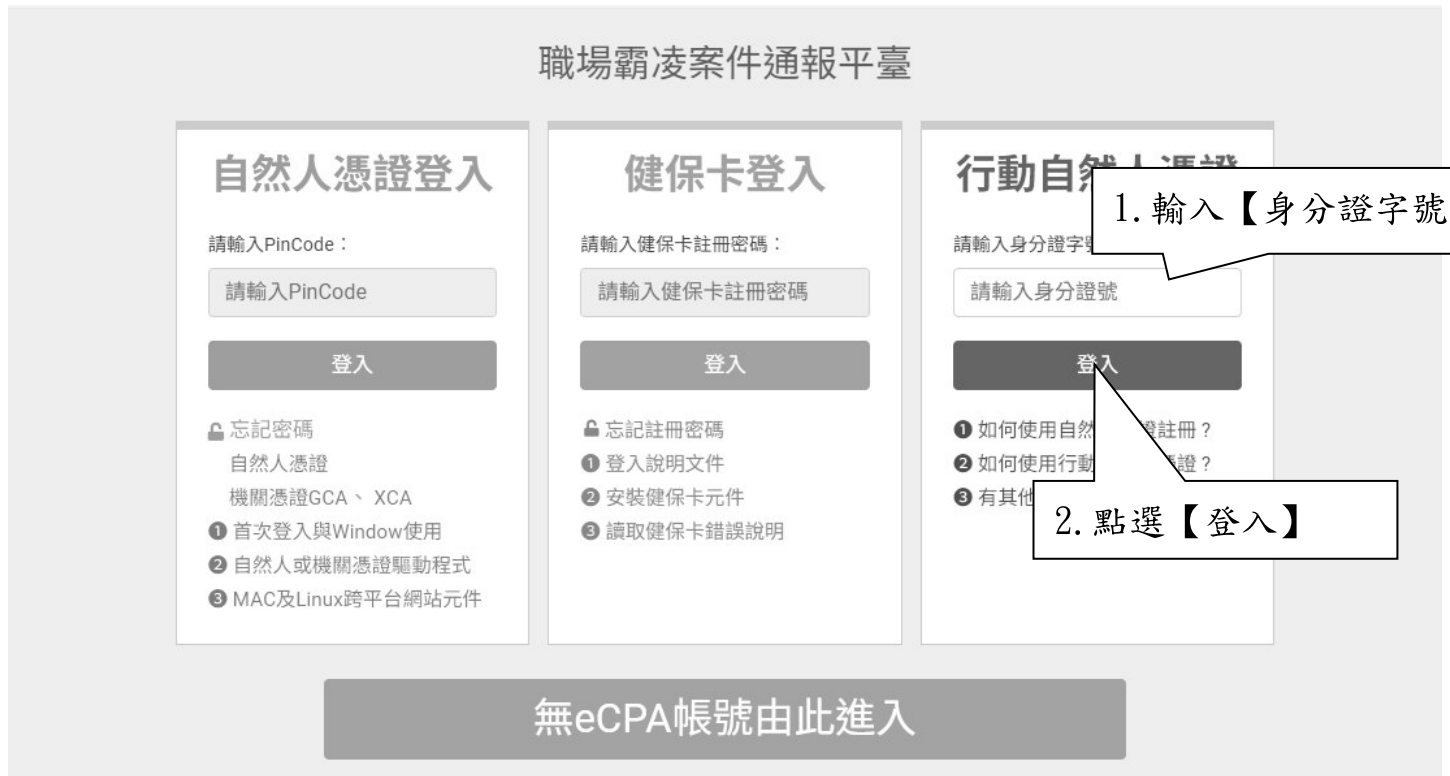 職場霸凌案件通報平臺
自然人憑證登入
請輸入PinCode：
請輸入PinCode
登入
忘記密碼
自然人憑證
機關憑證GCA、 XCA
❶ 首次登入與Window使用
❷ 自然人或機關憑證驅動程式
❸ MAC及Linux跨平台網站元件
健保卡登入
請輸入健保卡註冊密碼：
請輸入健保卡註冊密碼
登入
忘記註冊密碼
❶ 登入說明文件
❷ 安裝健保卡元件
❸ 讀取健保卡錯誤說明
行動自然人憑證
1.輸入【身分證字號
請輸入身分證字號
請輸入身分證號
登入
❶ 如何使用自然 證註冊？
❷ 如何使用行動 憑證？
❸ 有其他
2.點選【登入】
無eCPA帳號由此進入